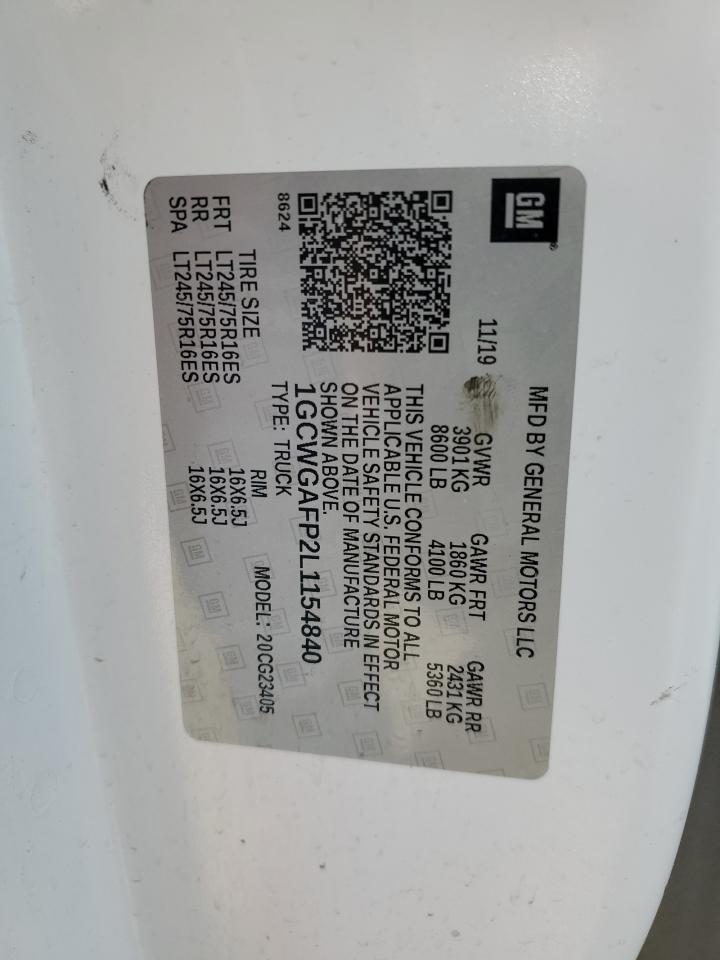 GM
®
MFD BY GENERAL MOTORS LLC
11/19
GVWR GAWR FRT GAWR RR
3901 KG 1860 KG 2431 KG
8600 LB 4100 LB 5360 LB
THIS VEHICLE CONFORMS TO ALL
APPLICABLE U.S. FEDERAL MOTOR
VEHICLE SAFETY STANDARDS IN EFFECT
ON THE DATE OF MANUFACTURE
SHOWN ABOVE.
1GCWGAFP2L1154840
TYPE: TRUCK
8624
MODEL: 20CG23405
TIRE SIZE RIM
FRT LT245/75R16ES 16X6.5J
RR LT245/75R16ES 16X6.5J
SPA LT245/75R16ES 16X6.5J